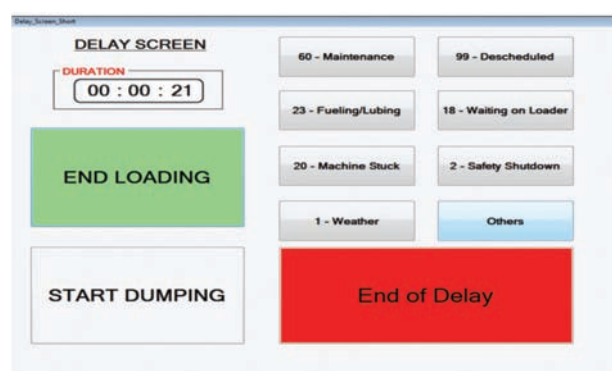 Delay_Screen_Short
DELAY SCREEN
DURATION
00 : 00 : 21
END LOADING
START DUMPING
60 - Maintenance
99 - Descheduled
23 - Fueling/Lubing
18 - Waiting on Loader
20 - Machine Stuck
2 - Safety Shutdown
1 - Weather
Others
End of Delay